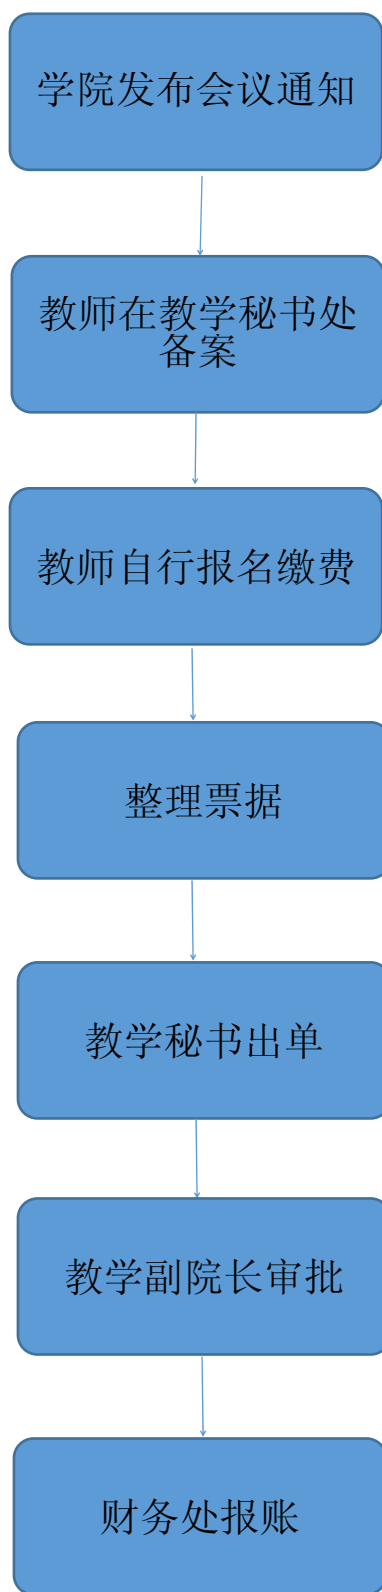 学院发布会议通知
教师在教学秘书处
备案
教师自行报名缴费
整理票据
教学秘书出单
教学副院长审批
财务处报账